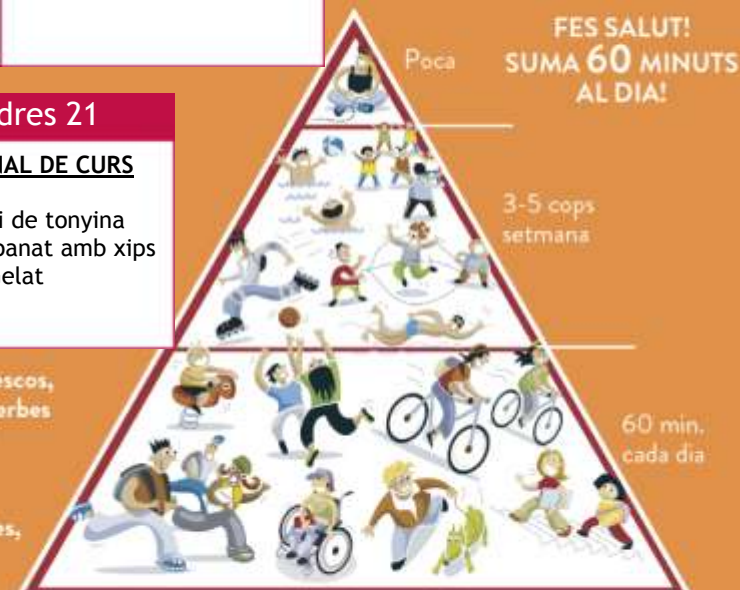 FES SALUT!
SUMA 60 MINUTS
AL DIA!
Poca
dres 21
IAL DE CURS
i de tonyina
panat amb xips
elat
3-5 cops
setmana
escos,
erbes
60 min.
cada dia
es,